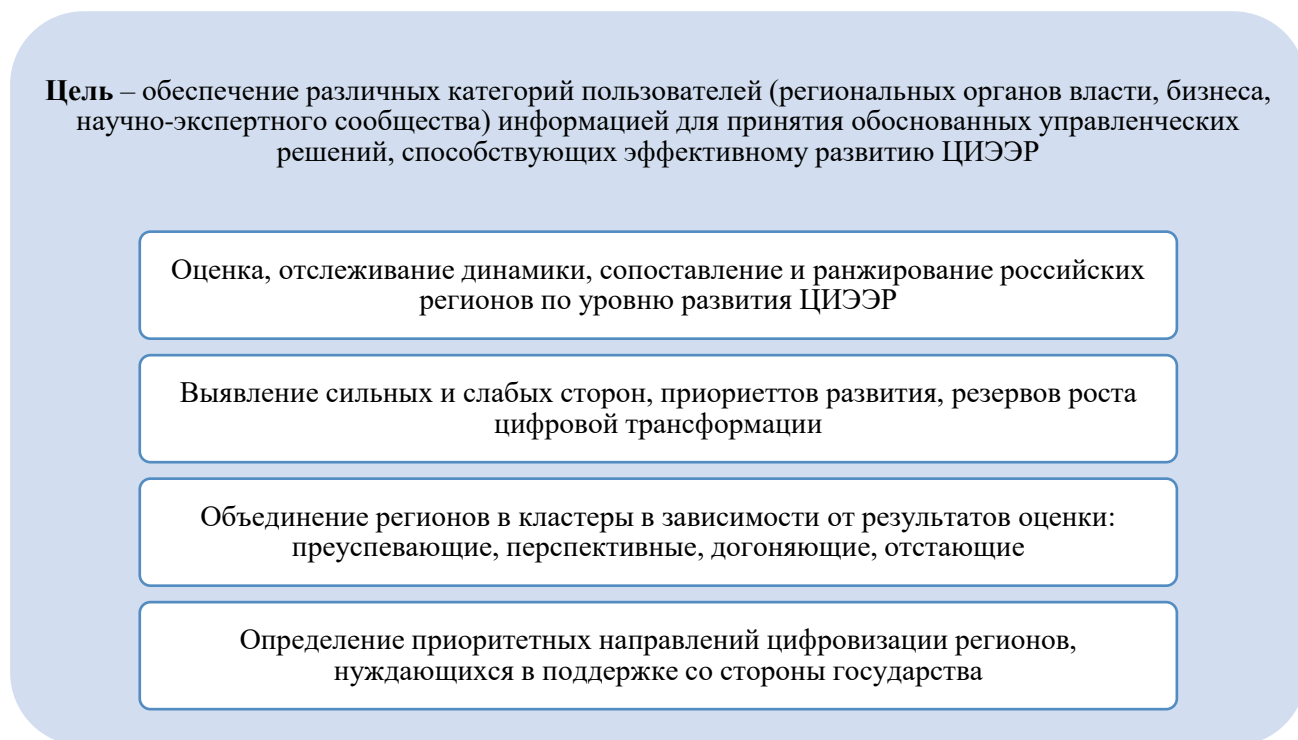 Цель – обеспечение различных категорий пользователей (региональных органов власти, бизнеса,
научно-экспертного сообщества) информацией для принятия обоснованных управленческих
решений, способствующих эффективному развитию ЦИЭЭР
Оценка, отслеживание динамики, сопоставление и ранжирование российских
регионов по уровню развития ЦИЭЭР
Выявление сильных и слабых сторон, приориеттов развития, резервов роста
цифровой трансформации
Объединение регионов в кластеры в зависимости от результатов оценки:
преуспевающие, перспективные, догоняющие, отстающие
Определение приоритетных направлений цифровизации регионов,
нуждающихся в поддержке со стороны государства